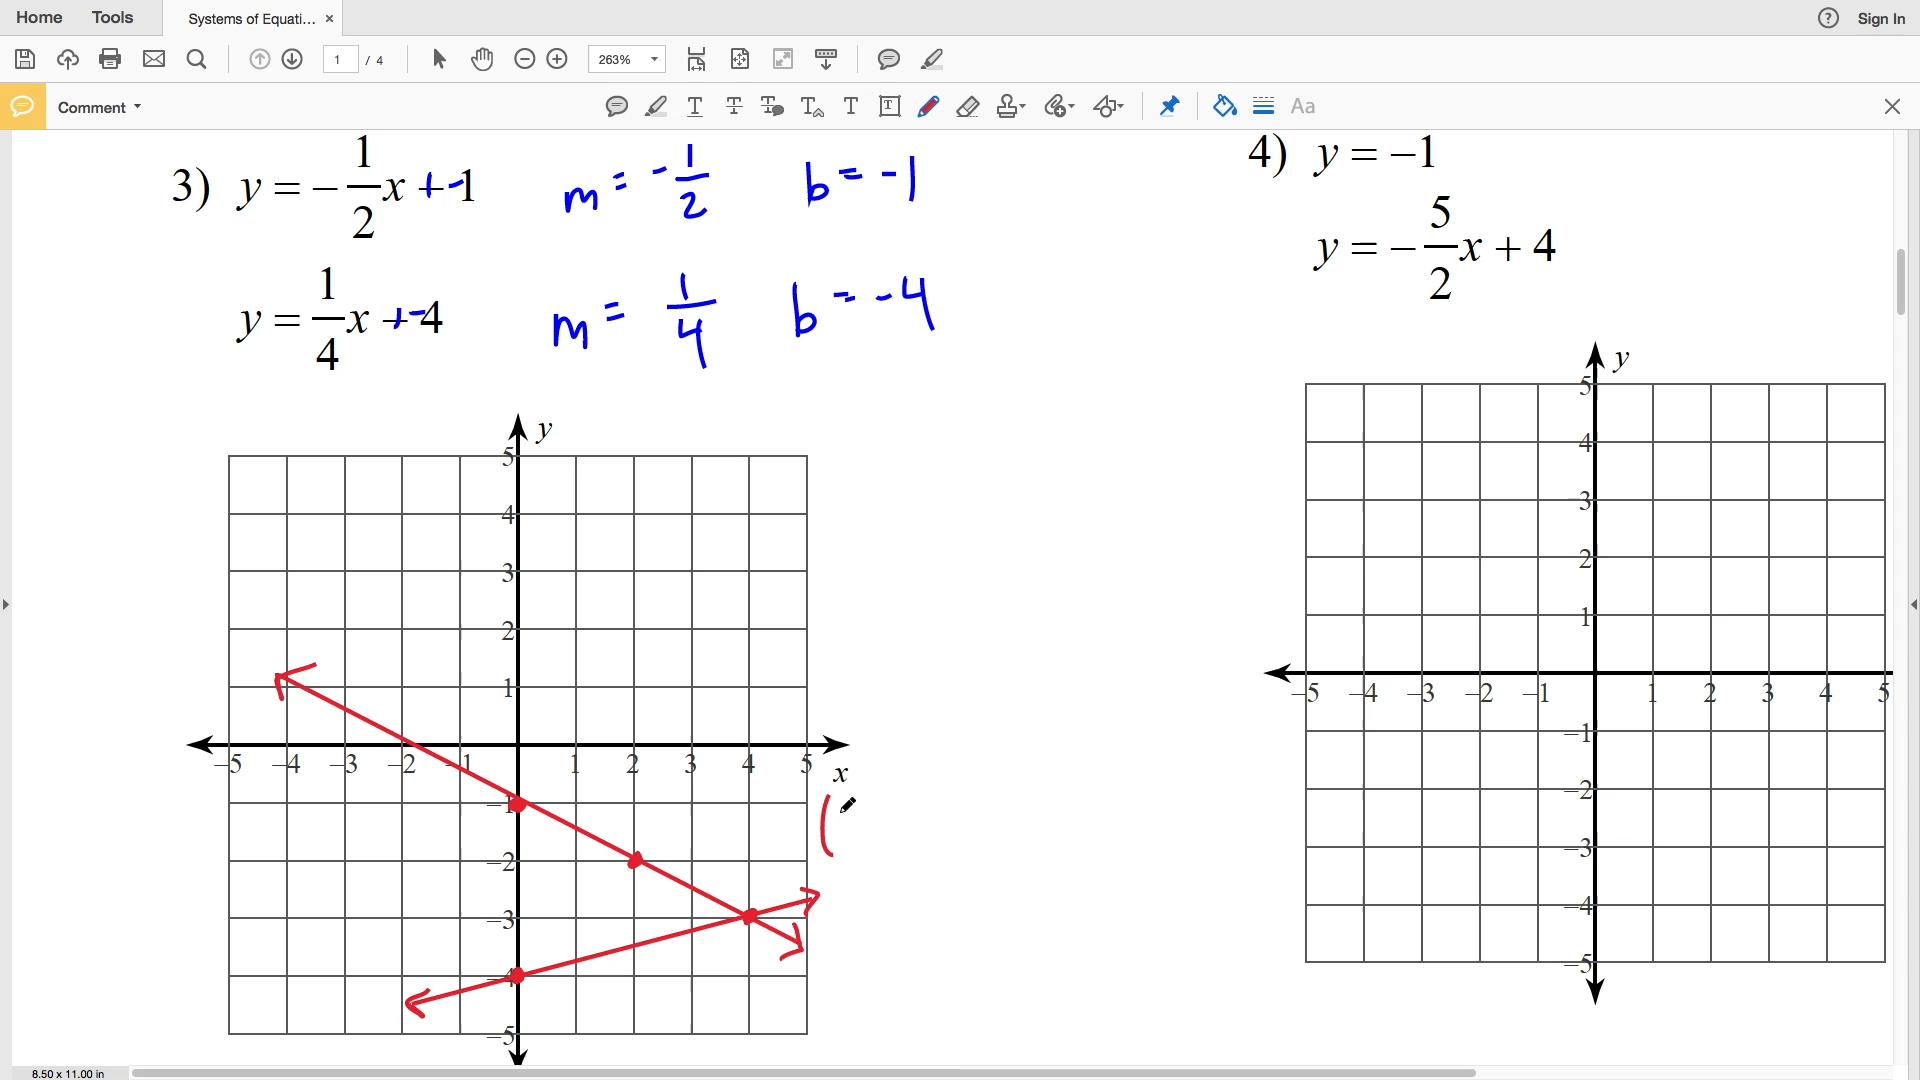 Home Tools Systems of Equati... × ? Sign In
1 / 4 263%
Comment Aa
3) y = −1/2x − 1 + - m = - 1/2 b = -1
y = 1/4x − 4 + - m = 1/4 b = -4
4) y = −1
y = −5/2x + 4
y
5
4
3
2
1
−5 −4 −3 −2 −1 1 2 3 4 5 x
−1
−2
−3
−4
−5
(
y
5
4
3
2
1
−5 −4 −3 −2 −1 1 2 3 4 5
−1
−2
−3
−4
−5
8.50 x 11.00 in